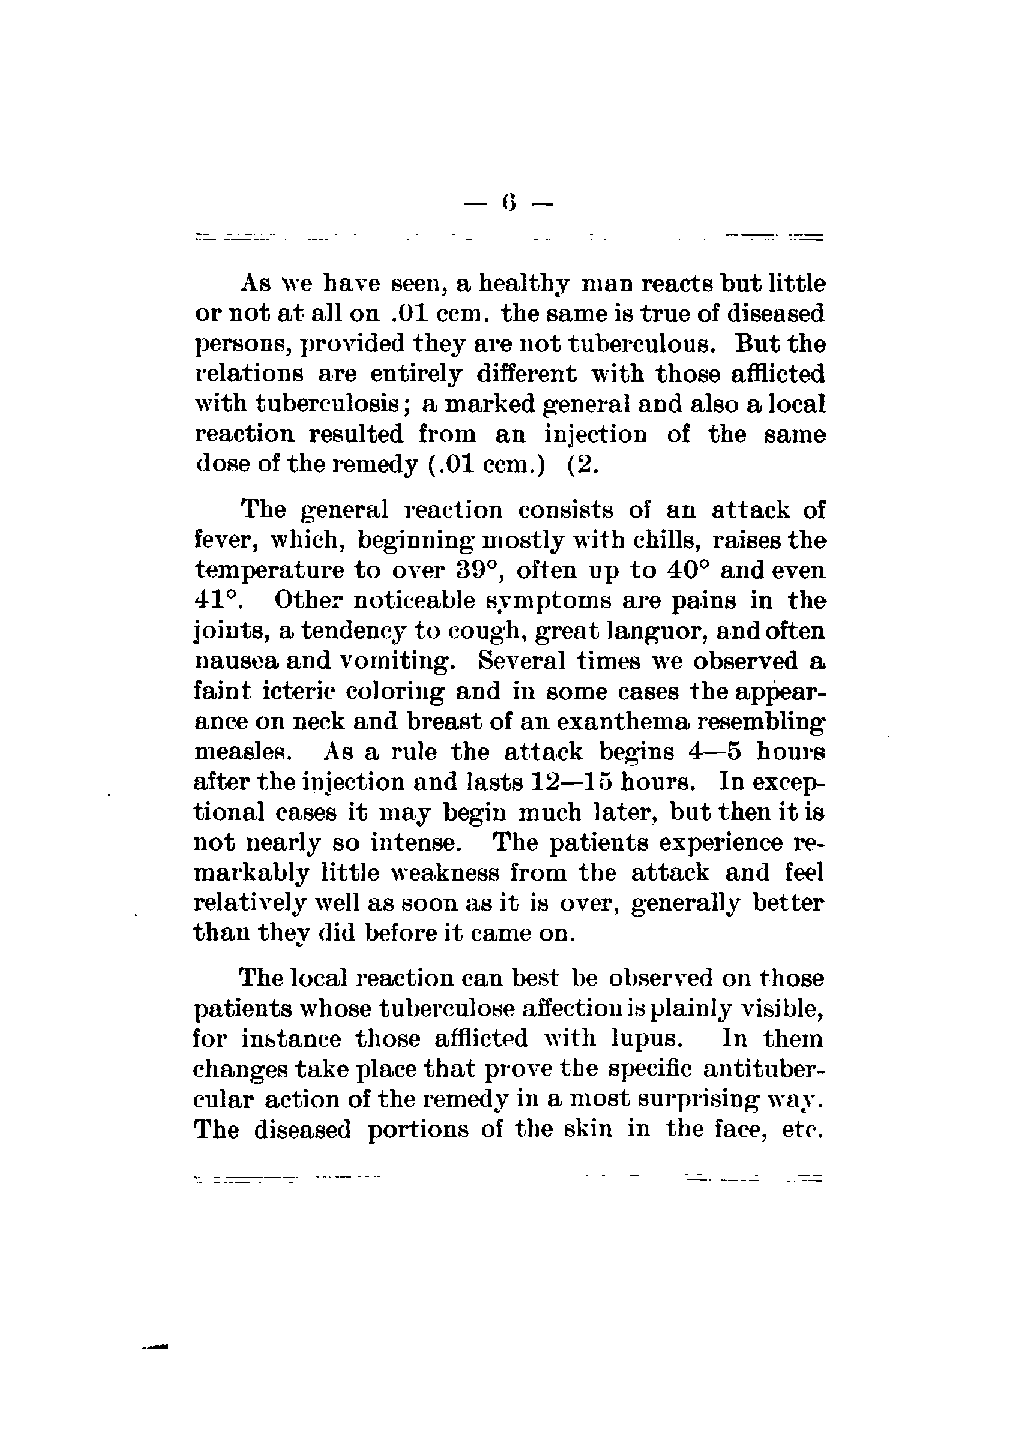 — 6 —
As we have seen, a healthy man reacts but little
or not at all on .01 ccm. the same is true of diseased
persons, provided they are not tuberculous. But the
relations are entirely different with those afflicted
with tuberculosis; a marked general and also a local
reaction resulted from an injection of the same
dose of the remedy (.01 ccm.) (2.
The general reaction consists of an attack of
fever, which, beginning mostly with chills, raises the
temperature to over 39°, often up to 40° and even
41°. Other noticeable symptoms are pains in the
joints, a tendency to cough, great languor, and often
nausea and vomiting. Several times we observed a
faint icteric coloring and in some cases the appear-
ance on neck and breast of an exanthema resembling
measles. As a rule the attack begins 4—5 hours
after the injection and lasts 12—15 hours. In excep-
tional cases it may begin much later, but then it is
not nearly so intense. The patients experience re-
markably little weakness from the attack and feel
relatively well as soon as it is over, generally better
than they did before it came on.
The local reaction can best be observed on those
patients whose tuberculose affection is plainly visible,
for instance those afflicted with lupus. In them
changes take place that prove the specific antituber-
cular action of the remedy in a most surprising way.
The diseased portions of the skin in the face, etc.